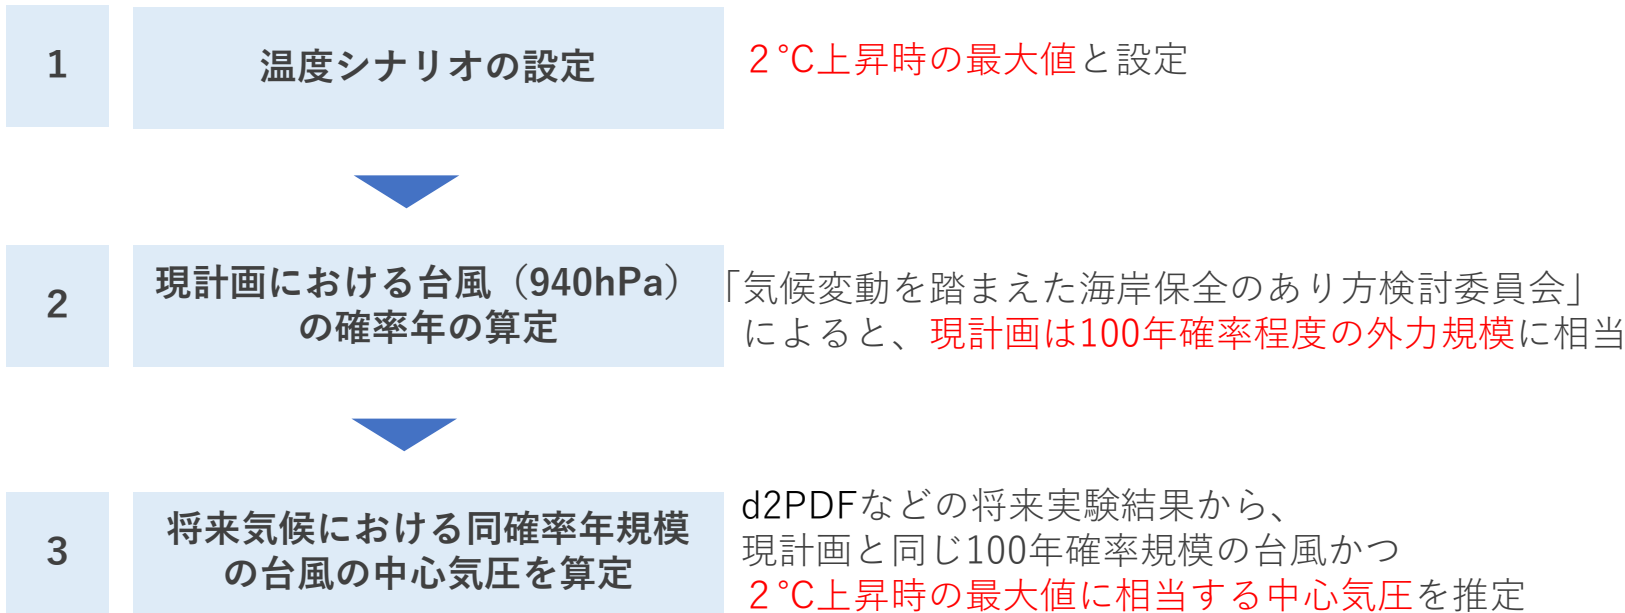 1
温度シナリオの設定
２℃上昇時の最大値と設定
2
現計画における台風（940hPa）
の確率年の算定
「気候変動を踏まえた海岸保全のあり方検討委員会」
によると、現計画は100年確率程度の外力規模に相当
3
将来気候における同確率年規模
の台風の中心気圧を算定
d2PDFなどの将来実験結果から、
現計画と同じ100年確率規模の台風かつ
２℃上昇時の最大値に相当する中心気圧を推定